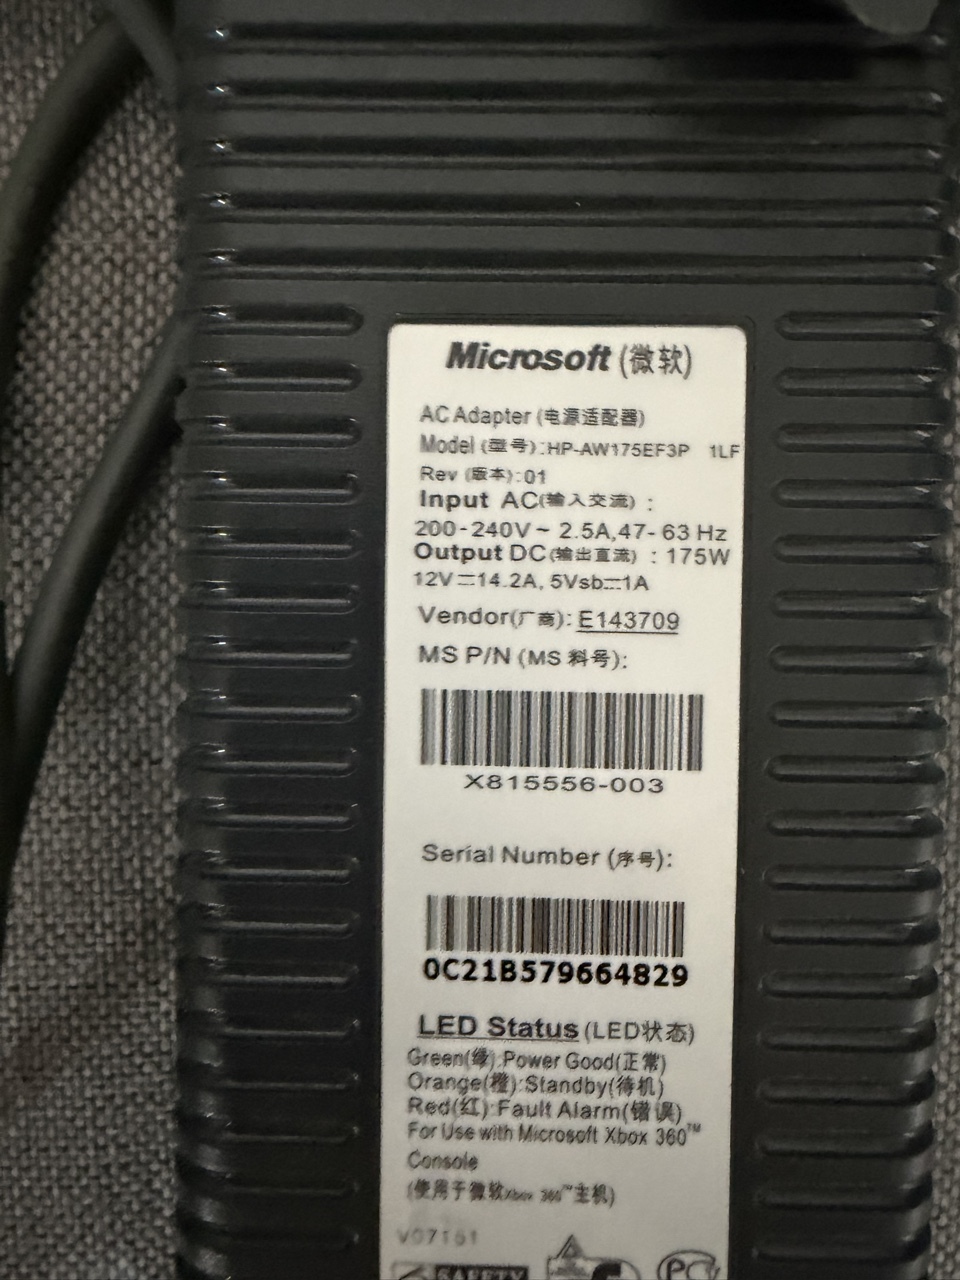 Microsoft (微软)
AC Adapter (电源适配器)
Model (型号):HP-AW175EF3P 1LF
Rev (版本):01
Input AC(输入交流) :
200-240V ~ 2.5A,47- 63 Hz
Output DC(输出直流) : 175W
12V⎓14.2A, 5Vsb⎓1A
Vendor(厂商): E143709
MS P/N (MS 料号):
X815556-003
Serial Number (序号):
0C21B579664829
LED Status (LED状态)
Green(绿):Power Good(正常)
Orange(橙):Standby(待机)
Red(红):Fault Alarm(错误)
For Use with Microsoft Xbox 360™
Console
(使用于微软Xbox 360™主机)
V07151
SAFETY